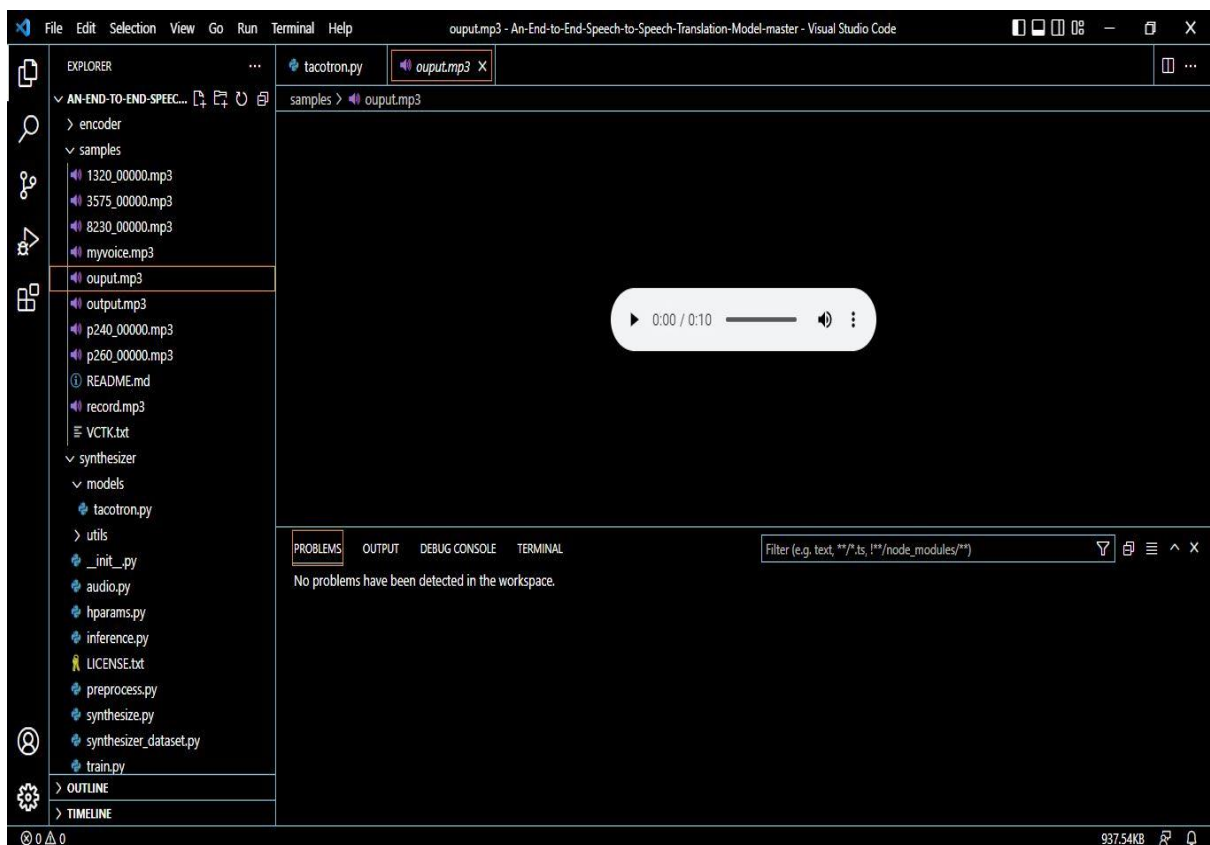 File Edit Selection View Go Run Terminal Help ouput.mp3 - An-End-to-End-Speech-to-Speech-Translation-Model-master - Visual Studio Code
EXPLORER ...
AN-END-TO-END-SPEEC...
encoder
samples
1320_00000.mp3
3575_00000.mp3
8230_00000.mp3
myvoice.mp3
ouput.mp3
output.mp3
p240_00000.mp3
p260_00000.mp3
README.md
record.mp3
VCTK.txt
synthesizer
models
tacotron.py
utils
__init__.py
audio.py
hparams.py
inference.py
LICENSE.txt
preprocess.py
synthesize.py
synthesizer_dataset.py
train.py
OUTLINE
TIMELINE
tacotron.py ouput.mp3
samples > ouput.mp3
0:00 / 0:10
PROBLEMS OUTPUT DEBUG CONSOLE TERMINAL Filter (e.g. text, **/*.ts, !**/node_modules/**)
No problems have been detected in the workspace.
0 0 937.54KB